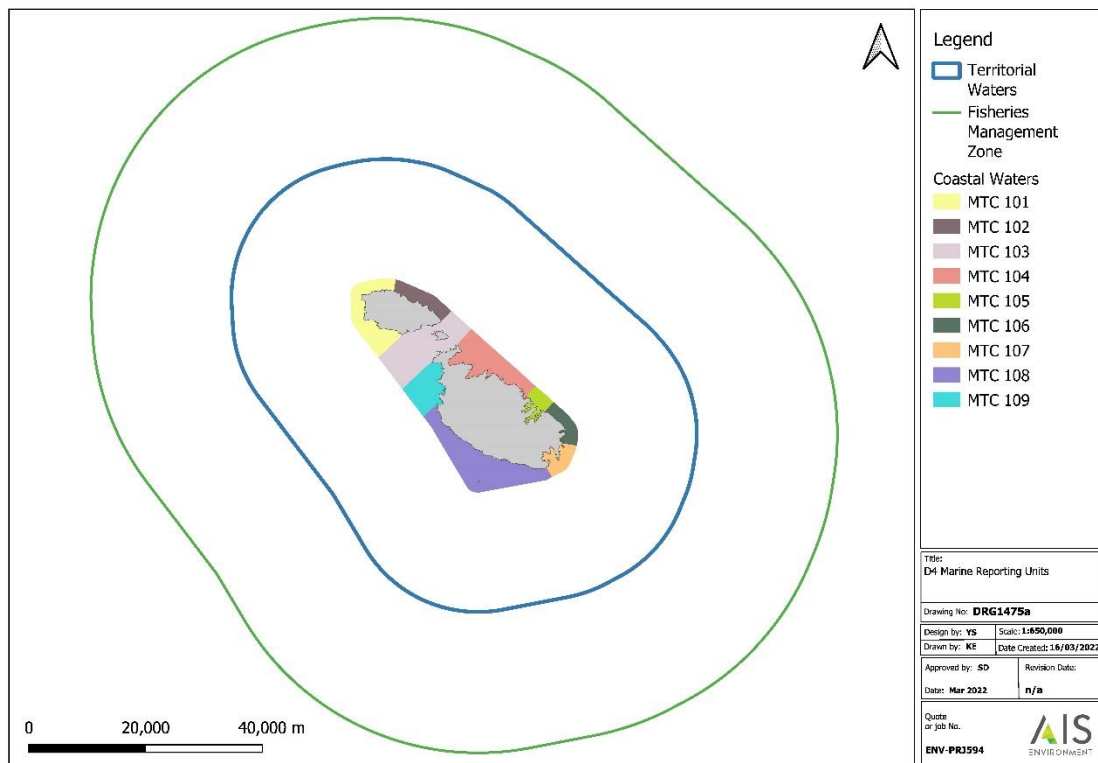 Legend
Territorial
Waters
Fisheries
Management
Zone
Coastal Waters
MTC 101
MTC 102
MTC 103
MTC 104
MTC 105
MTC 106
MTC 107
MTC 108
MTC 109
0 20,000 40,000 m
Title:
D4 Marine Reporting Units
Drawing No: DRG1475a
Design by: YS Scale: 1:650,000
Drawn by: KE Date Created: 16/03/2022
Approved by: SD Revision Date:
Date: Mar 2022 n/a
Quote
or job No.
ENV-PRJ594
AIS
ENVIRONMENT